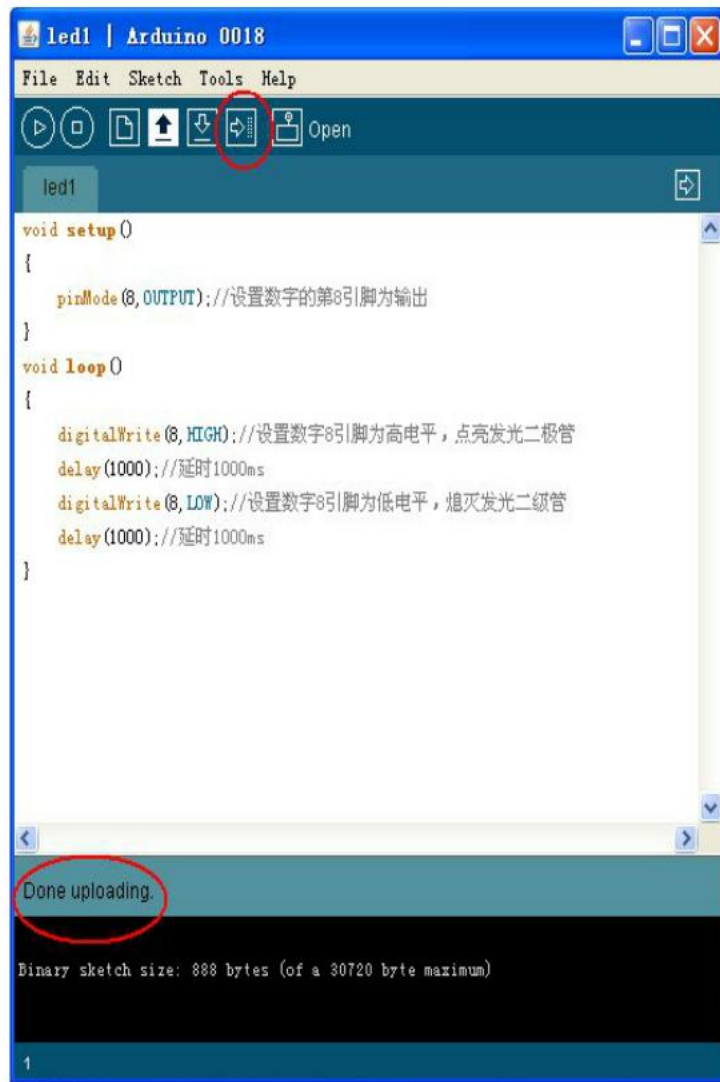 led1 | Arduino 0018
File Edit Sketch Tools Help
Open
led1
void setup()
{
pinMode(8,OUTPUT);//设置数字的第8引脚为输出
}
void loop()
{
digitalWrite(8,HIGH);//设置数字8引脚为高电平，点亮发光二极管
delay(1000);//延时1000ms
digitalWrite(8,LOW);//设置数字8引脚为低电平，熄灭发光二级管
delay(1000);//延时1000ms
}
Done uploading.
Binary sketch size: 888 bytes (of a 30720 byte maximum)
1